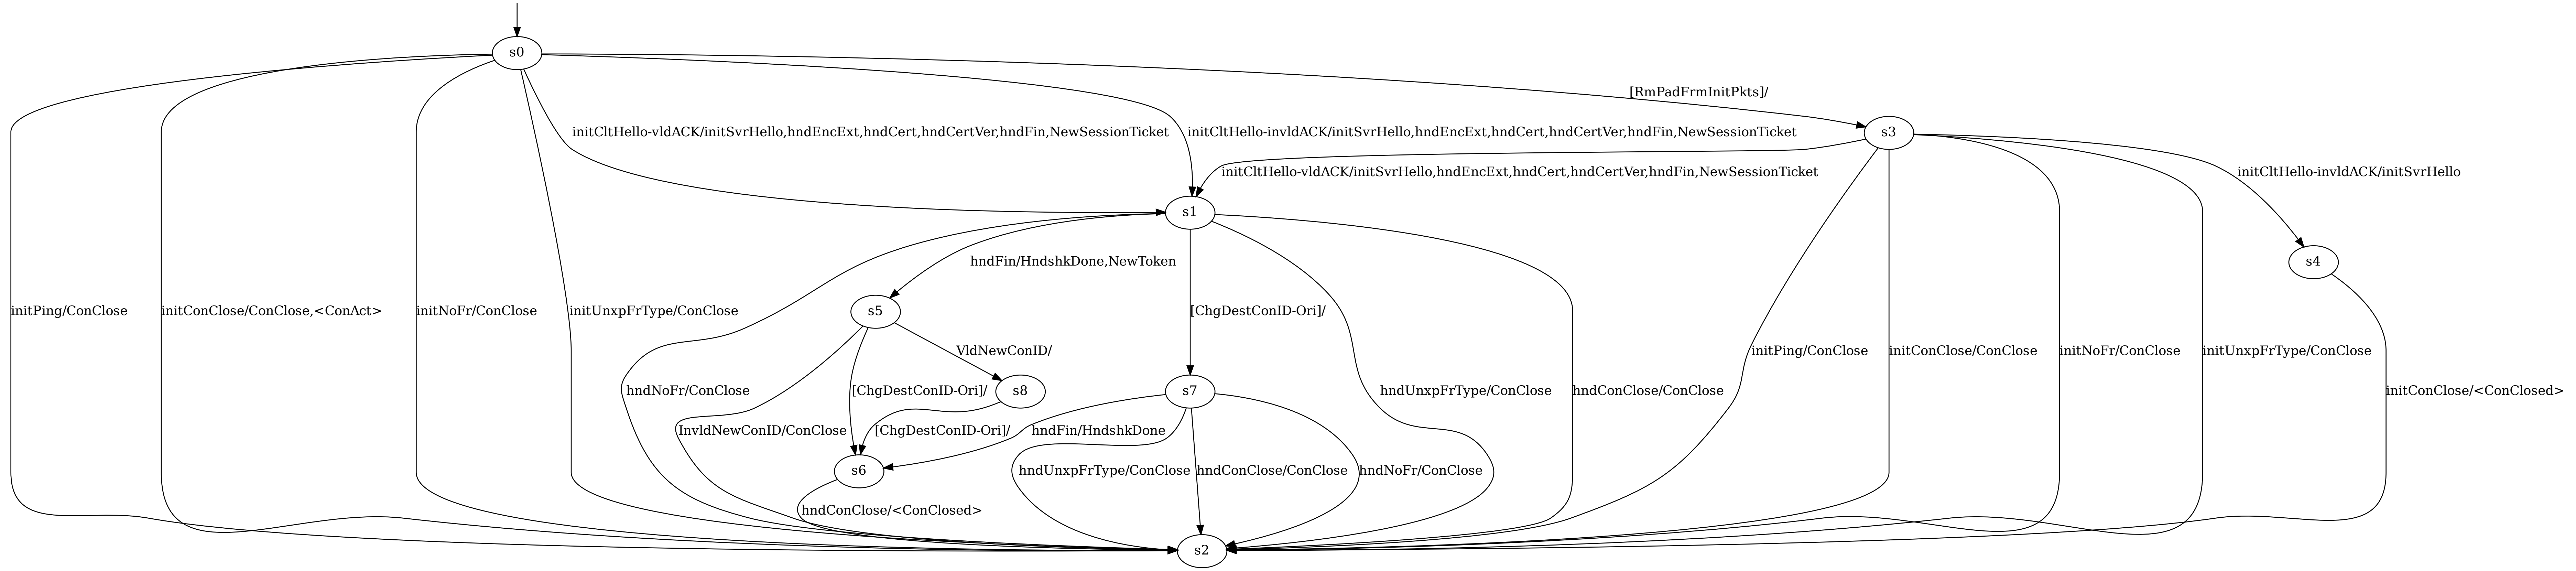 s0
[RmPadFrmInitPkts]/
initCltHello-vldACK/initSvrHello,hndEncExt,hndCert,hndCertVer,hndFin,NewSessionTicket
initCltHello-invldACK/initSvrHello,hndEncExt,hndCert,hndCertVer,hndFin,NewSessionTicket
s3
initCltHello-vldACK/initSvrHello,hndEncExt,hndCert,hndCertVer,hndFin,NewSessionTicket
initCltHello-invldACK/initSvrHello
s1
hndFin/HndshkDone,NewToken
s4
initPing/ConClose
initConClose/ConClose,<ConAct>
initNoFr/ConClose
initUnxpFrType/ConClose
s5
[ChgDestConID-Ori]/
VldNewConID/
initPing/ConClose
initConClose/ConClose
initNoFr/ConClose
initUnxpFrType/ConClose
hndNoFr/ConClose
[ChgDestConID-Ori]/
s8
s7
hndUnxpFrType/ConClose
hndConClose/ConClose
initConClose/<ConClosed>
InvldNewConID/ConClose
[ChgDestConID-Ori]/
hndFin/HndshkDone
s6
hndUnxpFrType/ConClose
hndConClose/ConClose
hndNoFr/ConClose
hndConClose/<ConClosed>
s2